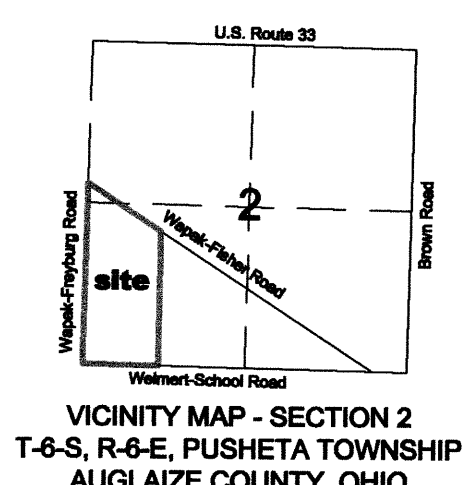 U.S. Route 33
2
Wapak-Freyburg Road
Wapak-Fisher Road
Brown Road
site
Weimert-School Road
VICINITY MAP - SECTION 2
T-6-S, R-6-E, PUSHETA TOWNSHIP
AUGLAIZE COUNTY, OHIO